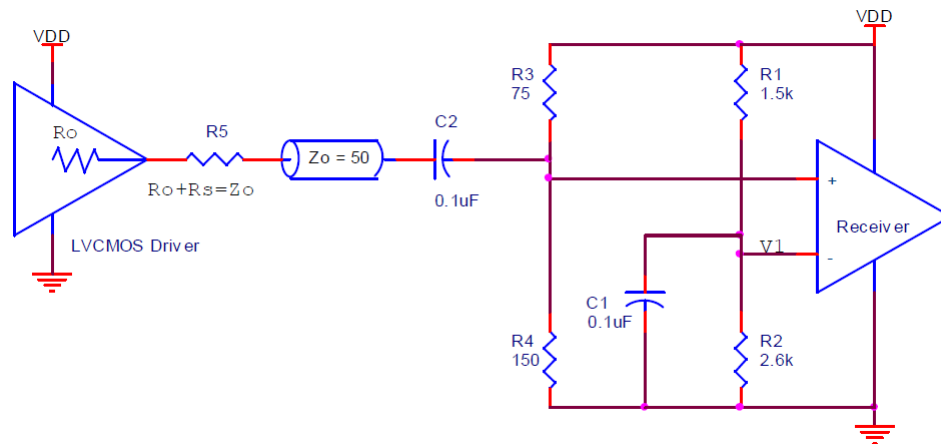 VDD
VDD
R3
75
R1
1.5k
Ro
R5
C2
Zo = 50
+
Ro+Rs=Zo
0.1uF
Receiver
LVCMOS Driver
V1
-
C1
0.1uF
R4
150
R2
2.6k